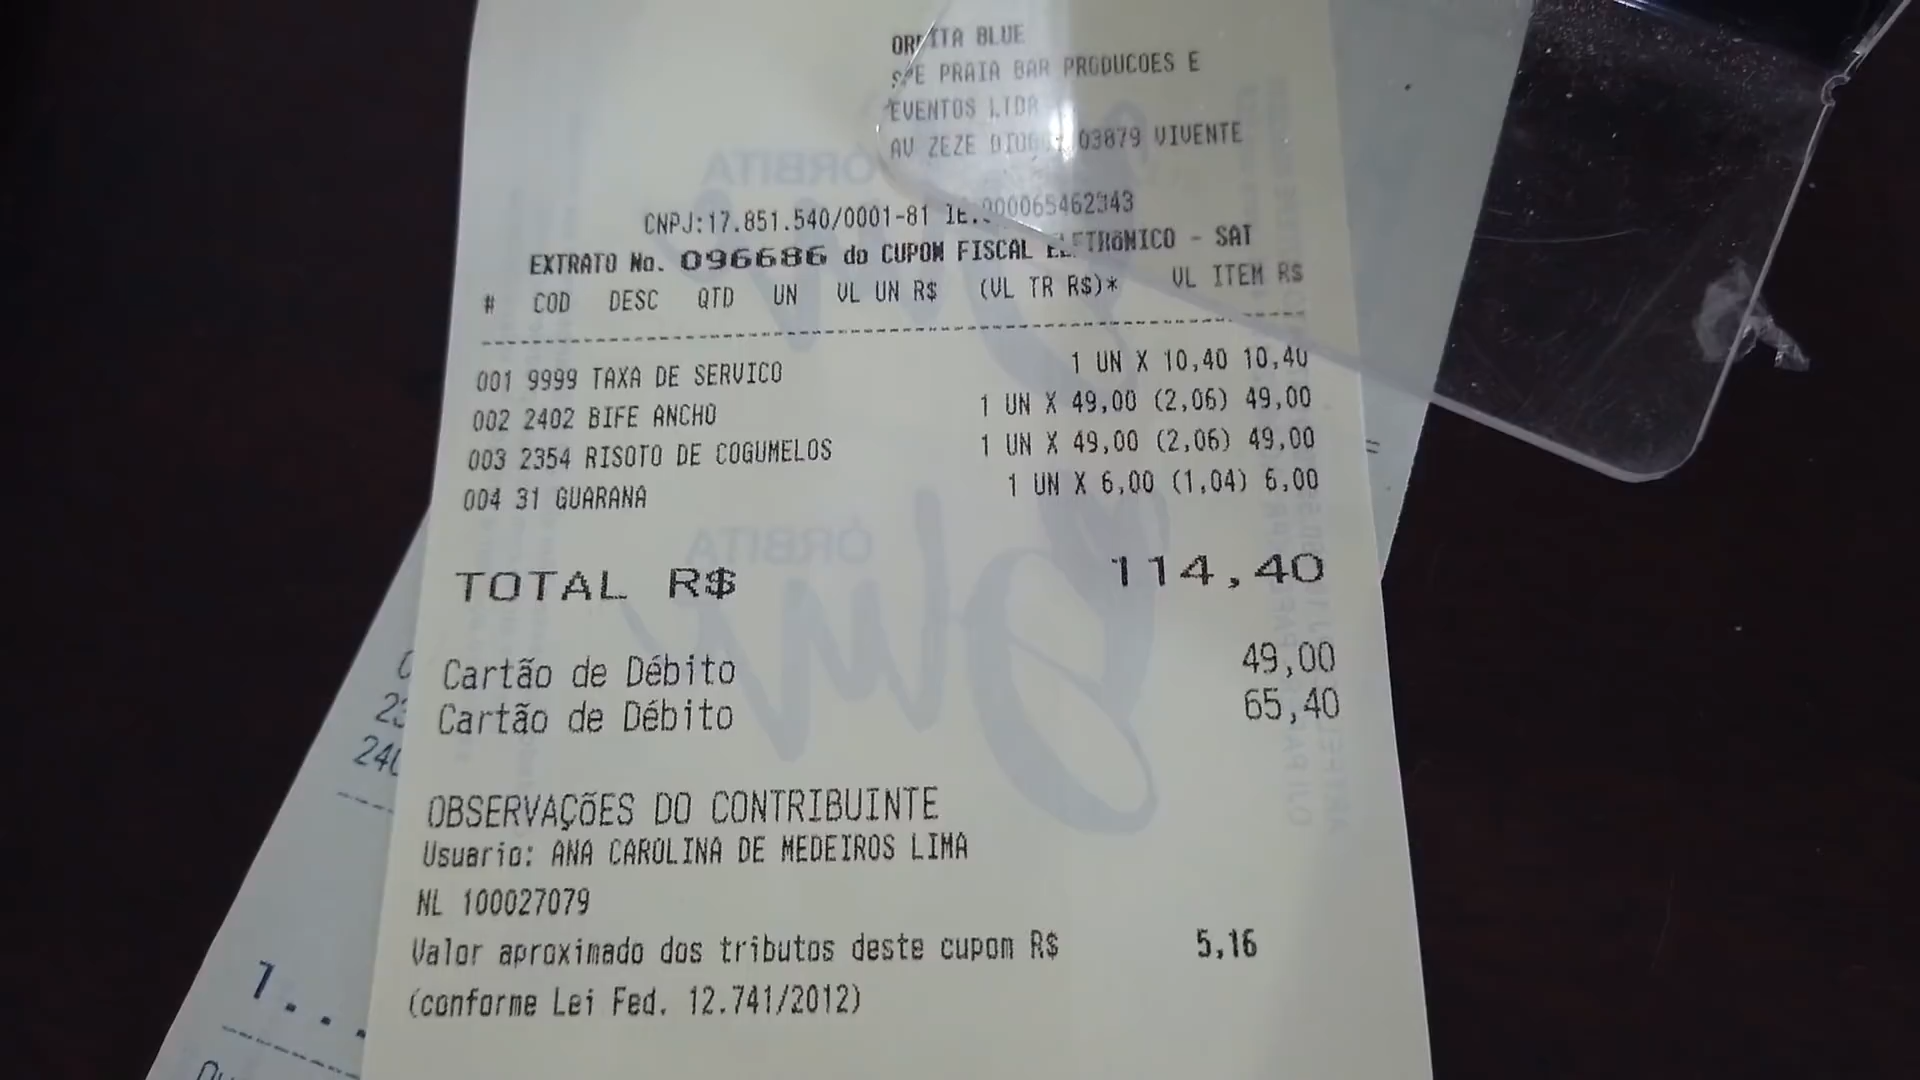 ORBITA BLUE
SPE PRAIA BAR PRODUCOES E
EVENTOS LTDA
AV ZEZE 03879 VIVENTE
CNPJ:17.851.540/0001-81 IE.:000065462343
EXTRATO No. 096686 do CUPOM FISCAL ELETRÔNICO - SAT
# COD DESC QTD UN VL UN R$ (VL TR R$)* VL ITEM R$
001 9999 TAXA DE SERVICO 1 UN X 10,40 10,40
002 2402 BIFE ANCHO 1 UN X 49,00 (2,06) 49,00
003 2354 RISOTO DE COGUMELOS 1 UN X 49,00 (2,06) 49,00
004 31 GUARANA 1 UN X 6,00 (1,04) 6,00
TOTAL R$ 114,40
Cartão de Débito 49,00
Cartão de Débito 65,40
OBSERVAÇÕES DO CONTRIBUINTE
Usuario: ANA CAROLINA DE MEDEIROS LIMA
NL 100027079
Valor aproximado dos tributos deste cupom R$ 5,16
(conforme Lei Fed. 12.741/2012)